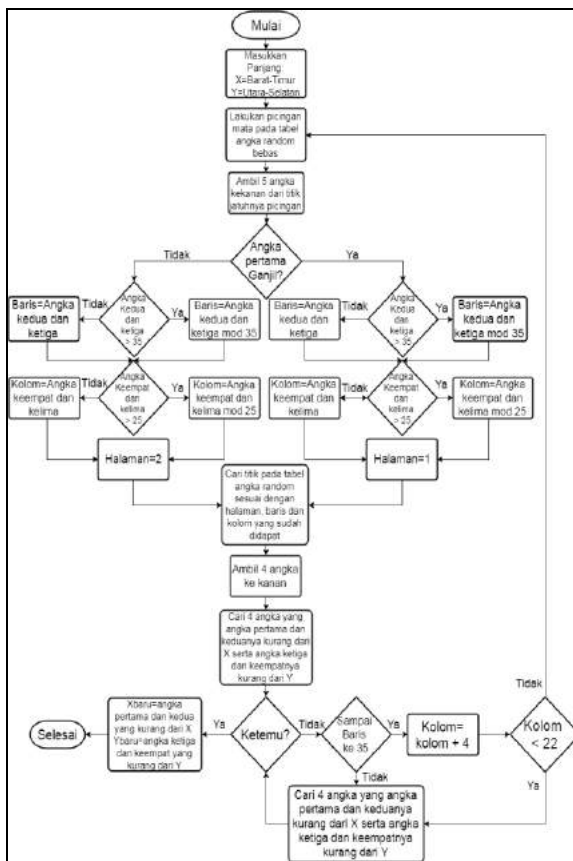 Mulai
Masukkan
Panjang:
X=Barat-Timur
Y=Utara-Selatan
Lakukan picingan
mata pada tabel
angka random
bebas
Ambil 5 angka
kekanan dari titik
jatuhnya picingan
Tidak
Angka
pertama
Ganjil?
Ya
Baris=Angka
kedua dan
ketiga
Tidak
Angka
Kedua
dan
ketiga
> 35
Ya
Baris=Angka
kedua dan
ketiga mod 35
Baris=Angka
kedua dan
ketiga
Tidak
Angka
Kedua
dan
ketiga
> 35
Ya
Baris=Angka
kedua dan
ketiga mod 35
Kolom=Angka
keempat dan
kelima
Tidak
Angka
Keempat
dan
kelima
> 25
Ya
Kolom=Angka
keempat dan
kelima mod 25
Kolom=Angka
keempat dan
kelima
Tidak
Angka
Keempat
dan
kelima
> 25
Ya
Kolom=Angka
keempat dan
kelima mod 25
Halaman=2
Halaman=1
Cari titik pada tabel
angka random
sesuai dengan
halaman, baris dan
kolom yang sudah
didapat
Ambil 4 angka
ke kanan
Cari 4 angka yang
angka pertama dan
keduanya kurang dari
X serta angka ketiga
dan keempatnya
kurang dari Y
Selesai
Xbaru=angka
pertama dan kedua
yang kurang dari X
Ybaru=angka ketiga
dan keempat yang
kurang dari Y
Ya
Ketemu?
Tidak
Sampai
Baris
ke 35
Ya
Kolom=
kolom + 4
Tidak
Kolom
< 22
Ya
Tidak
Cari 4 angka yang angka
pertama dan keduanya
kurang dari X serta angka
ketiga dan keempatnya
kurang dari Y